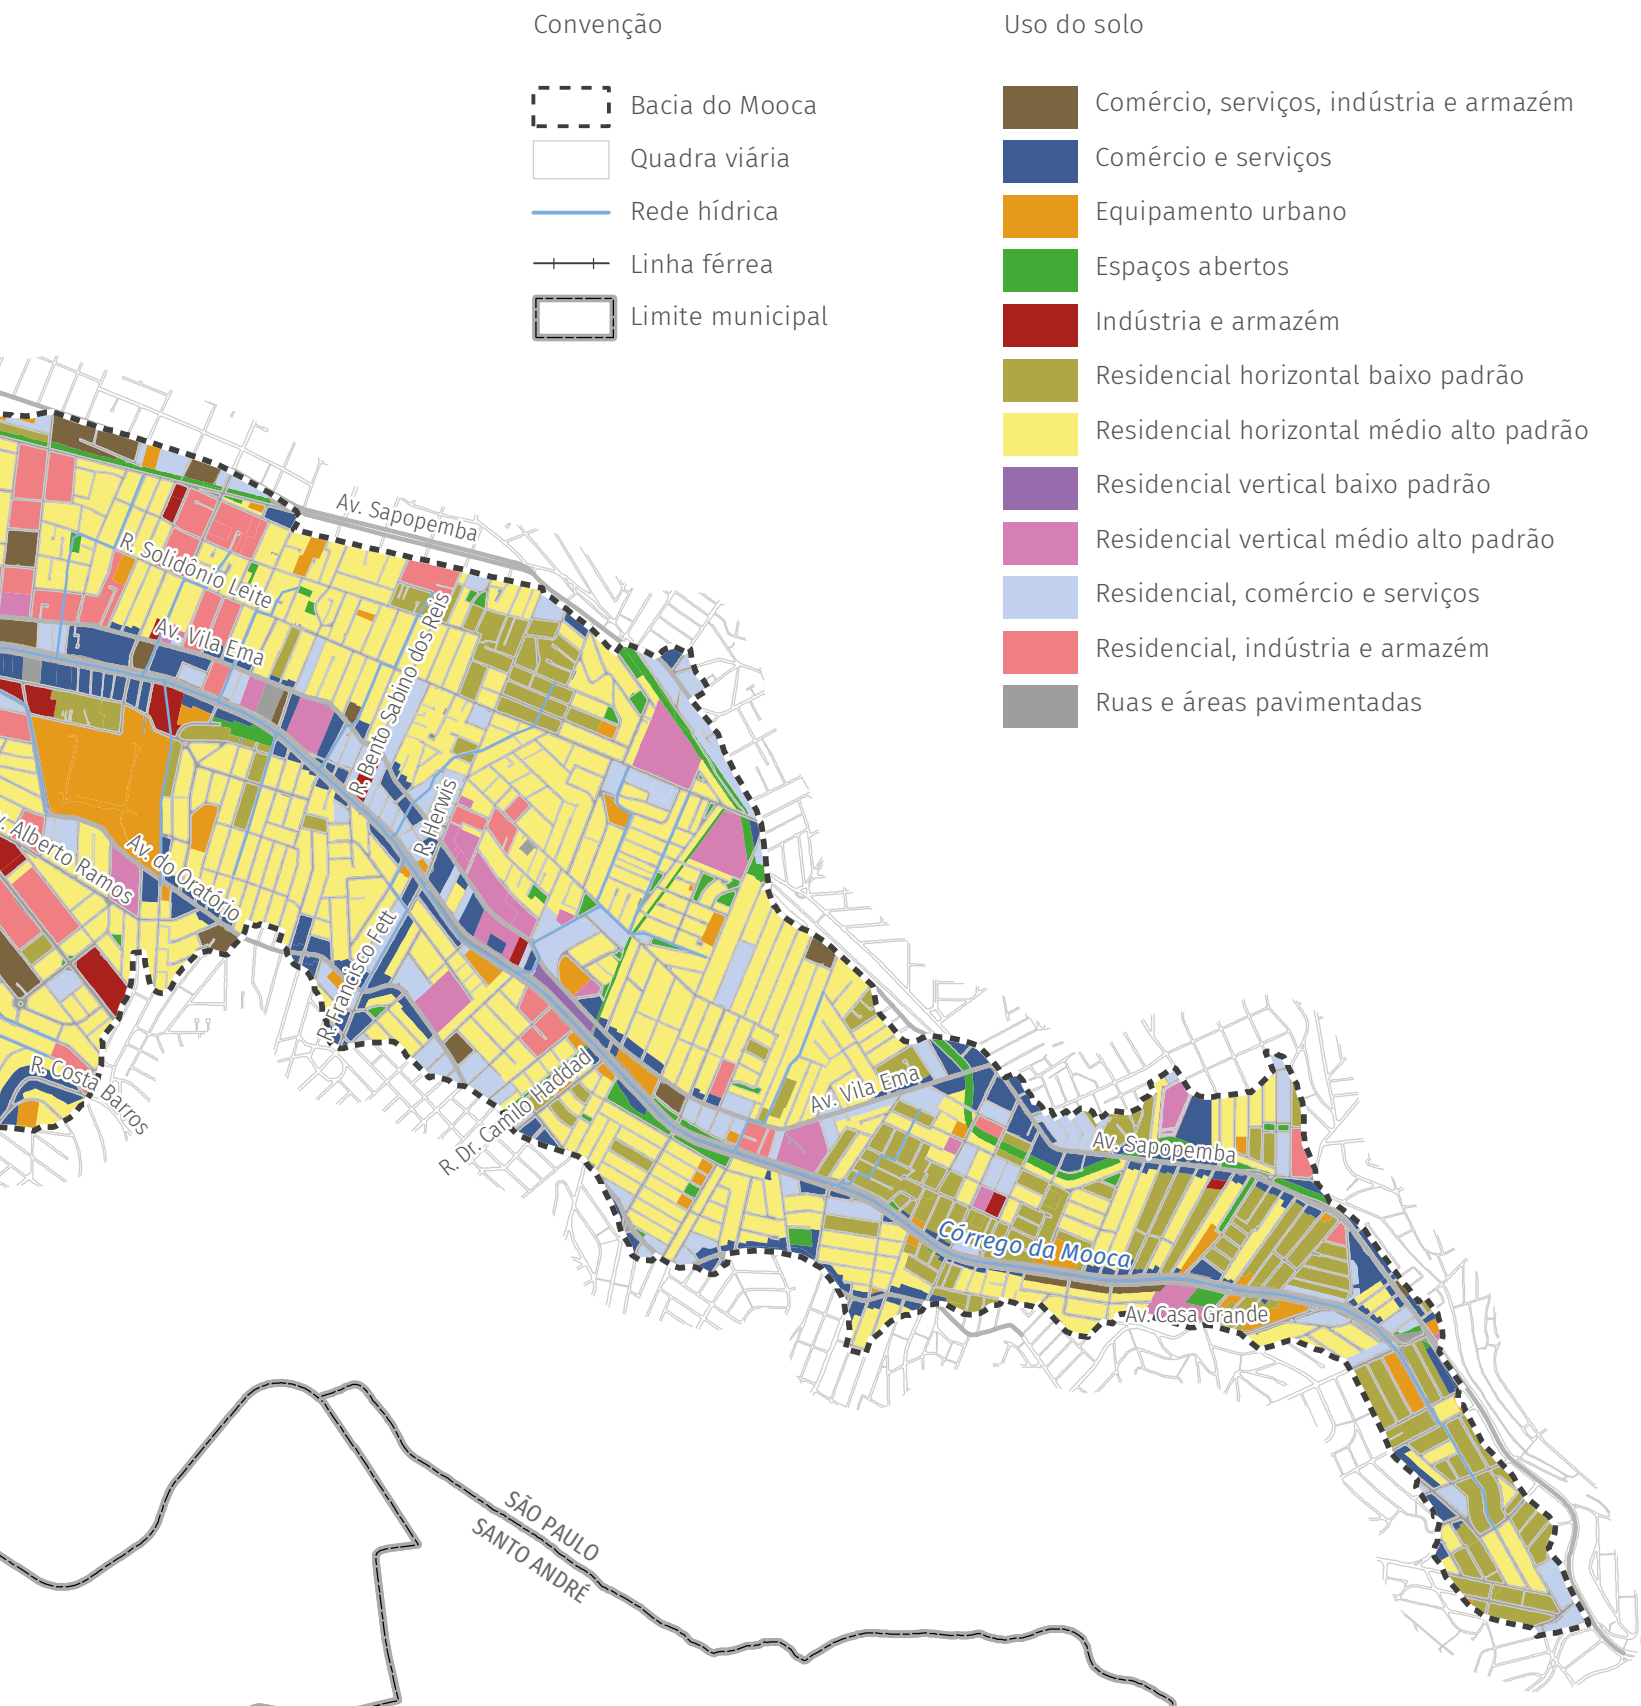 Convenção
Bacia do Mooca
Quadra viária
Rede hídrica
Linha férrea
Limite municipal
Uso do solo
Comércio, serviços, indústria e armazém
Comércio e serviços
Equipamento urbano
Espaços abertos
Indústria e armazém
Residencial horizontal baixo padrão
Residencial horizontal médio alto padrão
Residencial vertical baixo padrão
Residencial vertical médio alto padrão
Residencial, comércio e serviços
Residencial, indústria e armazém
Ruas e áreas pavimentadas
Av. Sapopemba
R. Solidônio Leite
Av. Vila Ema
R. Bento Sabino dos Reis
R. Herwis
v. Alberto Ramos
Av. do Oratório
R. Francisco Fett
R. Costa Barros
R. Dr. Camilo Haddad
Av. Vila Ema
Av. Sapopemba
Córrego da Mooca
Av. Casa Grande
SÃO PAULO
SANTO ANDRÉ